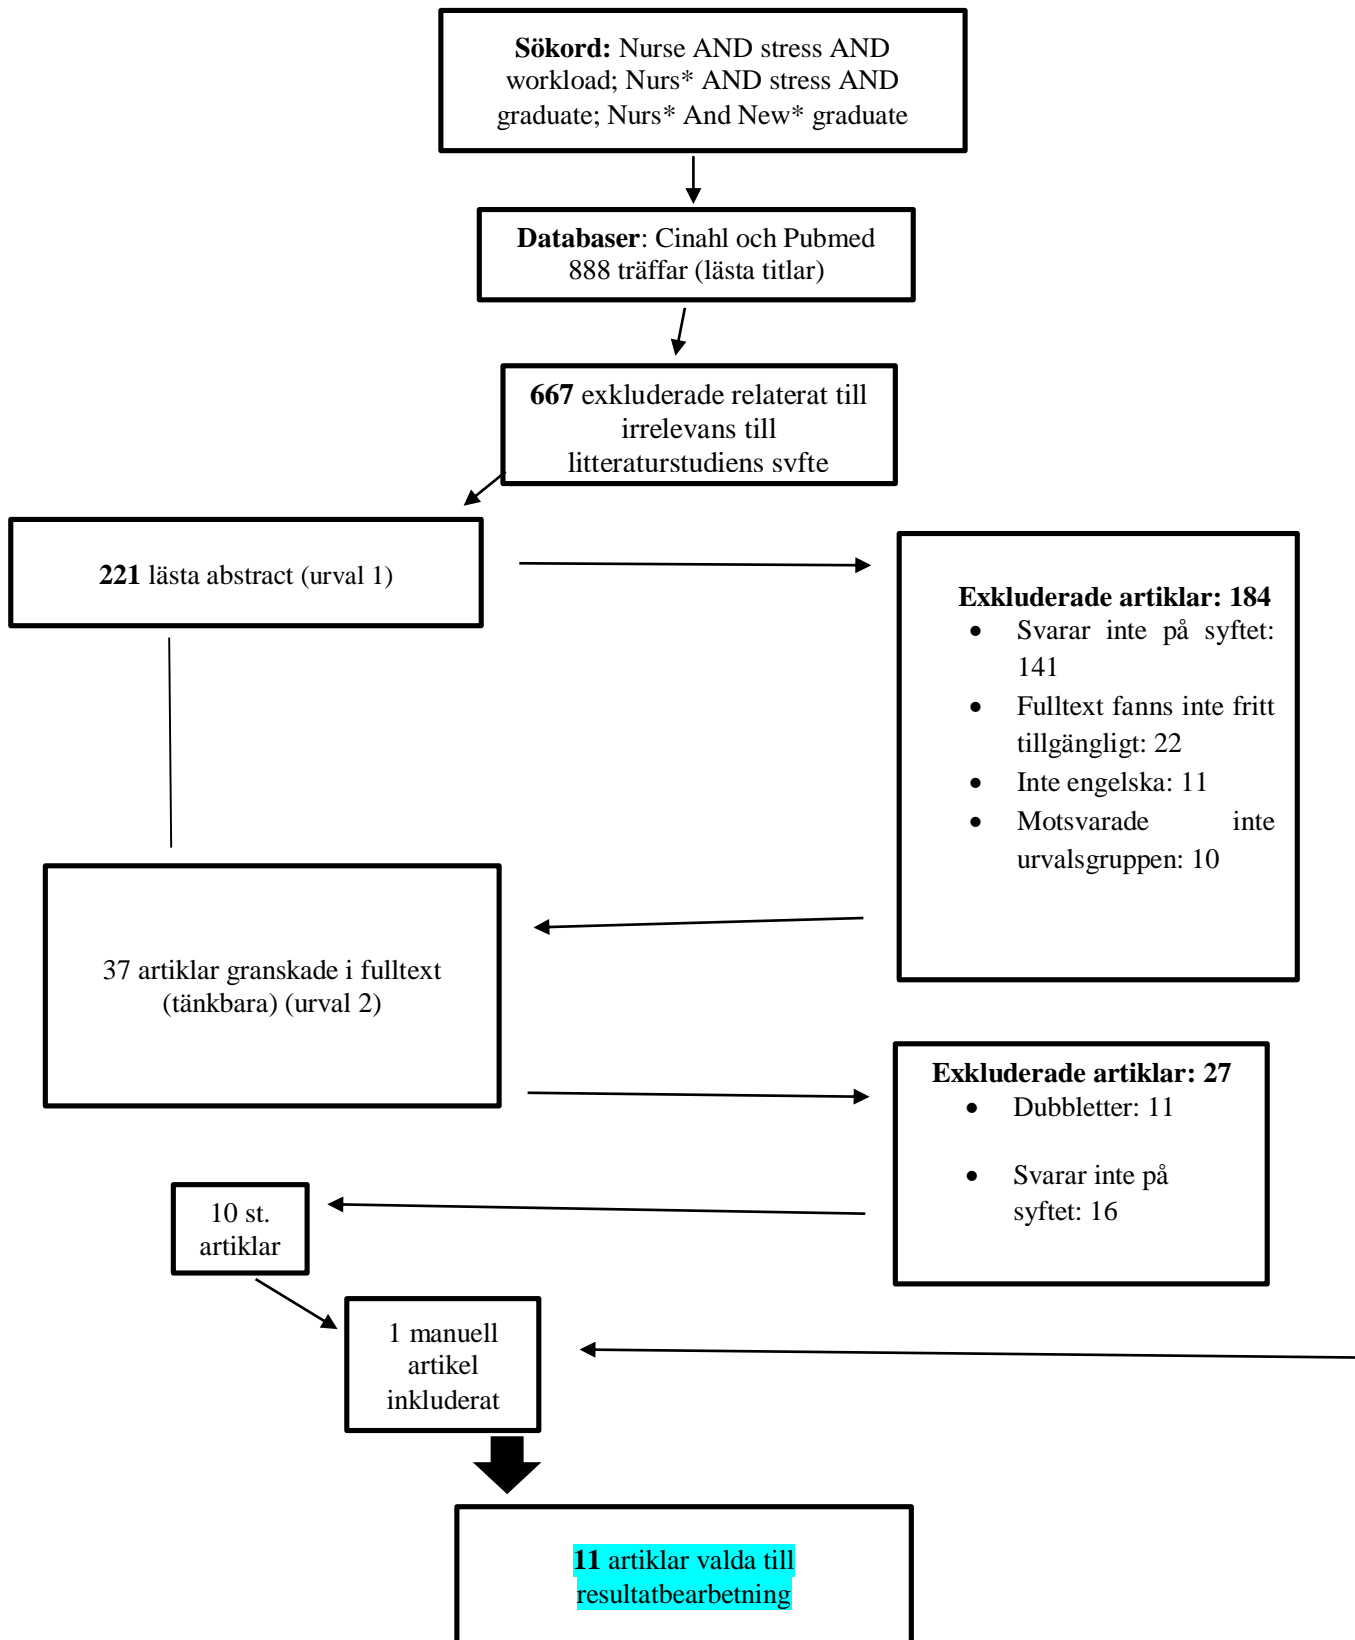 Sökord: Nurse AND stress AND
workload; Nurs* AND stress AND
graduate; Nurs* And New* graduate
Databaser: Cinahl och Pubmed
888 träffar (lästa titlar)
667 exkluderade relaterat till
irrelevans till
litteraturstudiens syfte
221 lästa abstract (urval 1)
Exkluderade artiklar: 184
• Svarar inte på syftet:
141
• Fulltext fanns inte fritt
tillgängligt: 22
• Inte engelska: 11
• Motsvarade inte
urvalsgruppen: 10
37 artiklar granskade i fulltext
(tänkbara) (urval 2)
Exkluderade artiklar: 27
• Dubbletter: 11
• Svarar inte på
syftet: 16
10 st.
artiklar
1 manuell
artikel
inkluderat
11 artiklar valda till
resultatbearbetning